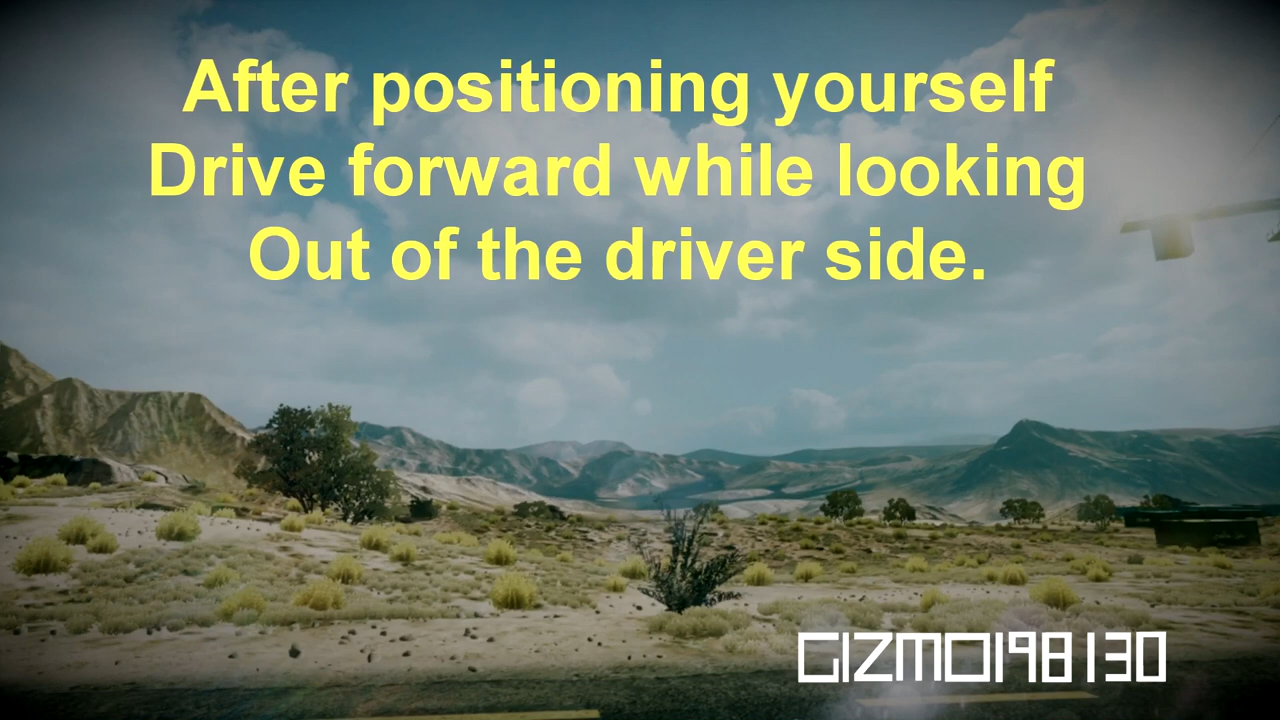 After positioning yourself
Drive forward while looking
Out of the driver side.
GIZMO198130